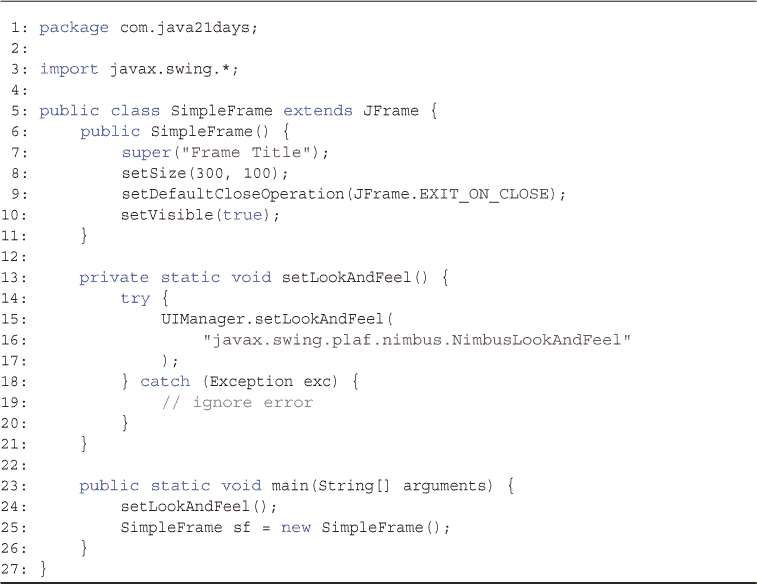 1: package com.java21days;
2:
3: import javax.swing.*;
4:
5: public class SimpleFrame extends JFrame {
6:     public SimpleFrame() {
7:         super("Frame Title");
8:         setSize(300, 100);
9:         setDefaultCloseOperation(JFrame.EXIT_ON_CLOSE);
10:         setVisible(true);
11:     }
12:
13:     private static void setLookAndFeel() {
14:         try {
15:             UIManager.setLookAndFeel(
16:                 "javax.swing.plaf.nimbus.NimbusLookAndFeel"
17:             );
18:         } catch (Exception exc) {
19:             // ignore error
20:         }
21:     }
22:
23:     public static void main(String[] arguments) {
24:         setLookAndFeel();
25:         SimpleFrame sf = new SimpleFrame();
26:     }
27: }